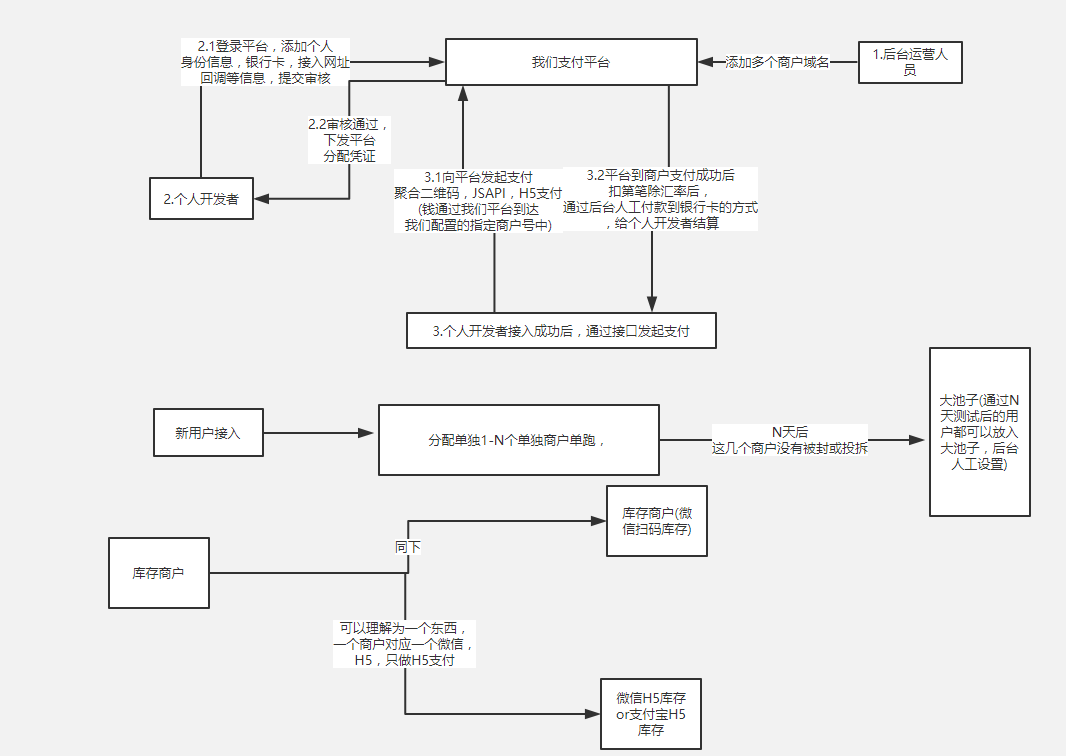 2.1登录平台，添加个人
身份信息，银行卡，接入网址
回调等信息，提交审核
我们支付平台
添加多个商户域名
1.后台运营人
员
2.2审核通过，
下发平台
分配凭证
2.个人开发者
3.1向平台发起支付
聚合二维码，JSAPI，H5支付
(钱通过我们平台到达
我们配置的指定商户号中)
3.2平台到商户支付成功后
扣第笔除汇率后，
通过后台人工付款到银行卡的方式
，给个人开发者结算
3.个人开发者接入成功后，通过接口发起支付
新用户接入
分配单独1-N个单独商户单跑，
N天后
这几个商户没有被封或投拆
大池子(通过N
天测试后的用
户都可以放入
大池子，后台
人工设置)
库存商户
同下
库存商户(微
信扫码库存)
可以理解为一个东西，
一个商户对应一个微信，
H5，只做H5支付
微信H5库存
or支付宝H5
库存